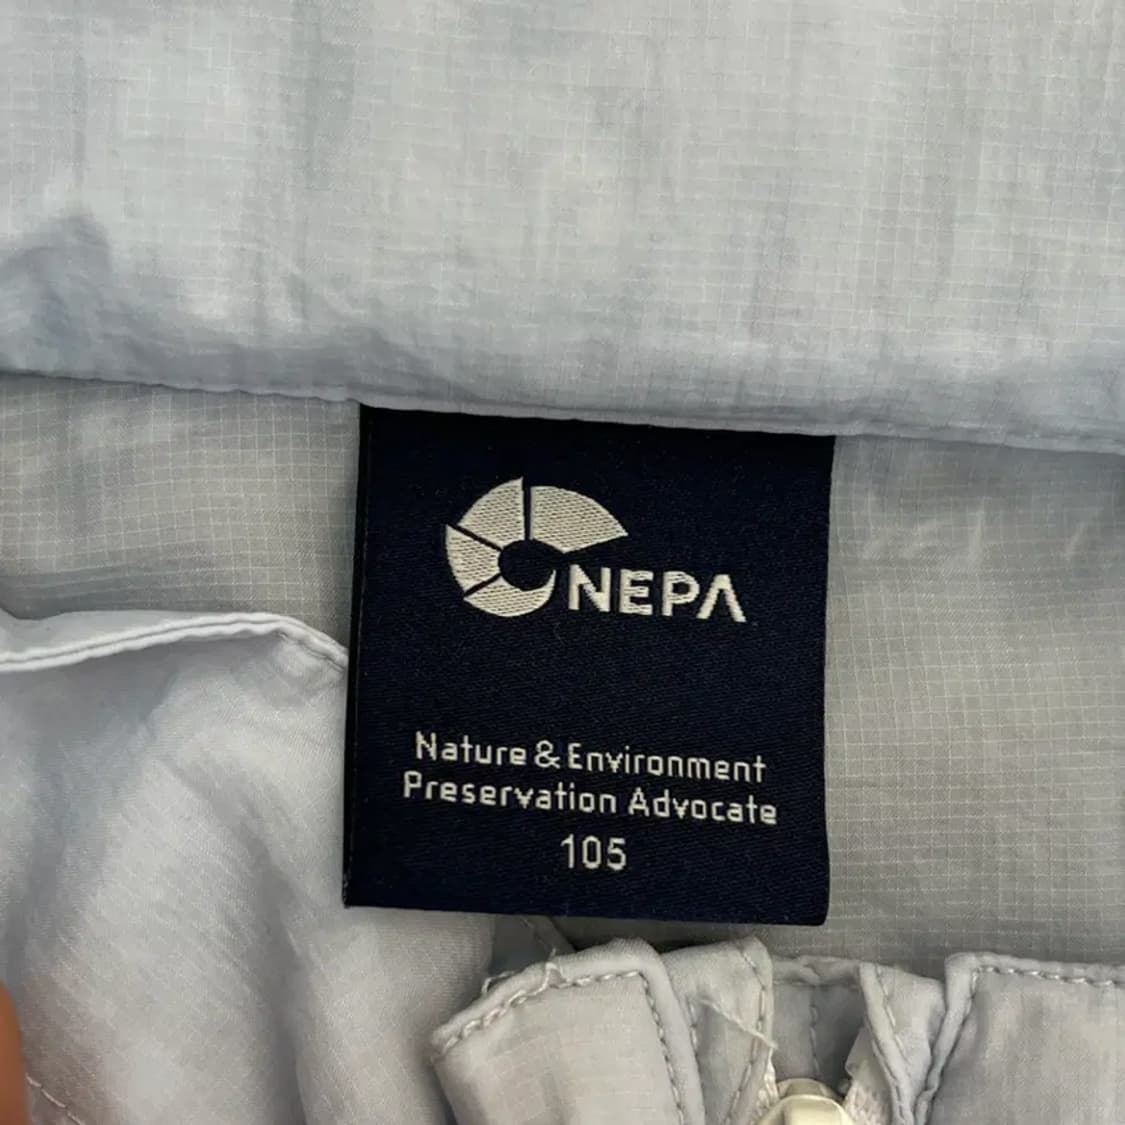 NEPA
Nature & Environment
Preservation Advocate
105